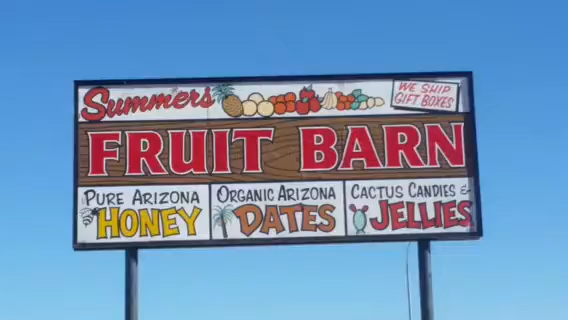 Summers
WE SHIP
GIFT BOXES
FRUIT BARN
PURE ARIZONA
HONEY
ORGANIC ARIZONA
DATES
CACTUS CANDIES &
JELLIES